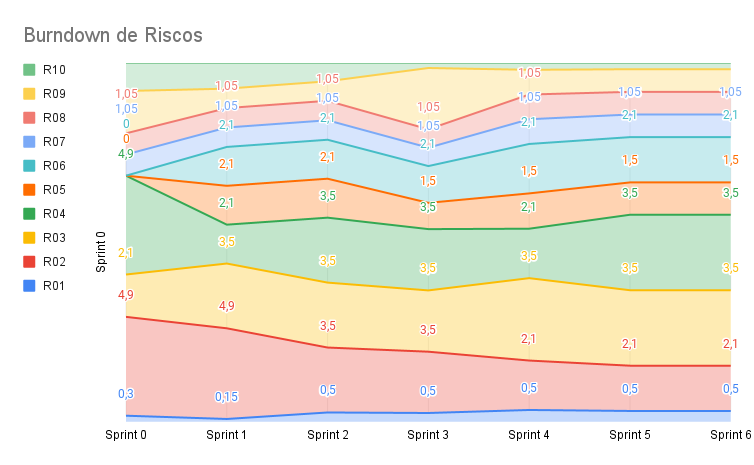 Burndown de Riscos
R10
R09
R08
R07
R06
R05
R04
R03
R02
R01
Sprint 0
1,05 1,05 1,05 1,05 1,05
1,05 1,05 1,05 1,05 1,05 1,05 1,05
0 2,1 2,1 2,1 2,1 2,1 2,1
0 2,1 2,1 1,5 1,5 1,5 1,5
4,9 2,1 3,5 3,5 2,1 3,5 3,5
2,1 3,5 3,5 3,5 3,5 3,5 3,5
4,9 4,9 3,5 3,5 2,1 2,1 2,1
0,3 0,15 0,5 0,5 0,5 0,5 0,5
Sprint 0 Sprint 1 Sprint 2 Sprint 3 Sprint 4 Sprint 5 Sprint 6